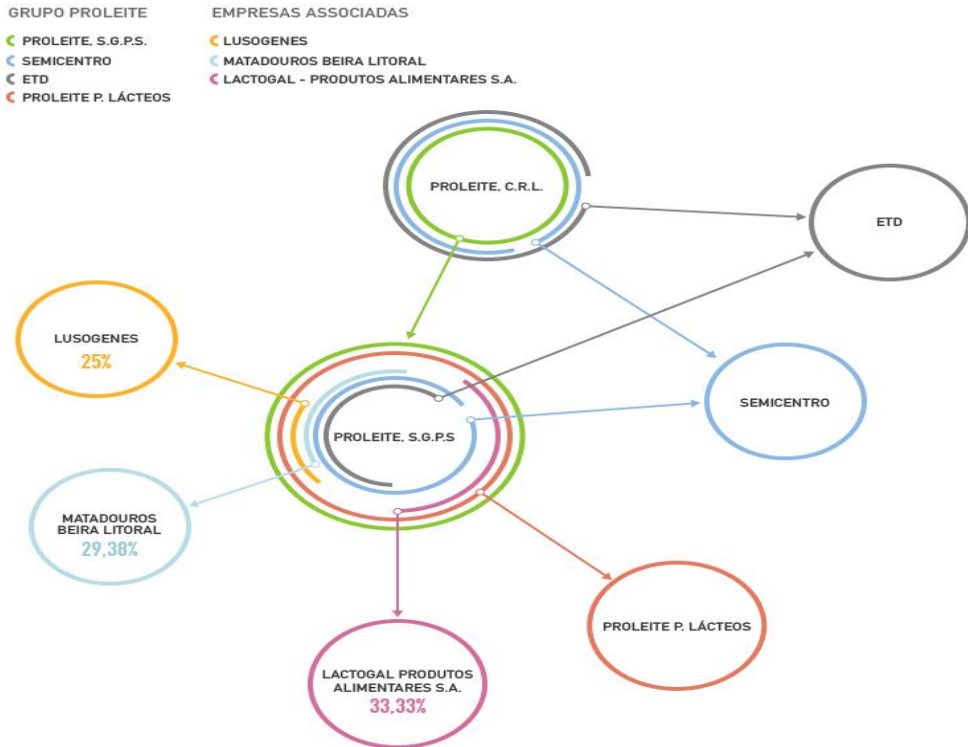 GRUPO PROLEITE
PROLEITE, S.G.P.S.
SEMICENTRO
ETD
PROLEITE P. LÁCTEOS
EMPRESAS ASSOCIADAS
LUSOGENES
MATADOUROS BEIRA LITORAL
LACTOGAL - PRODUTOS ALIMENTARES S.A.
PROLEITE, C.R.L.
ETD
LUSOGENES
25%
SEMICENTRO
PROLEITE, S.G.P.S
MATADOUROS
BEIRA LITORAL
29,38%
PROLEITE P. LÁCTEOS
LACTOGAL PRODUTOS
ALIMENTARES S.A.
33,33%